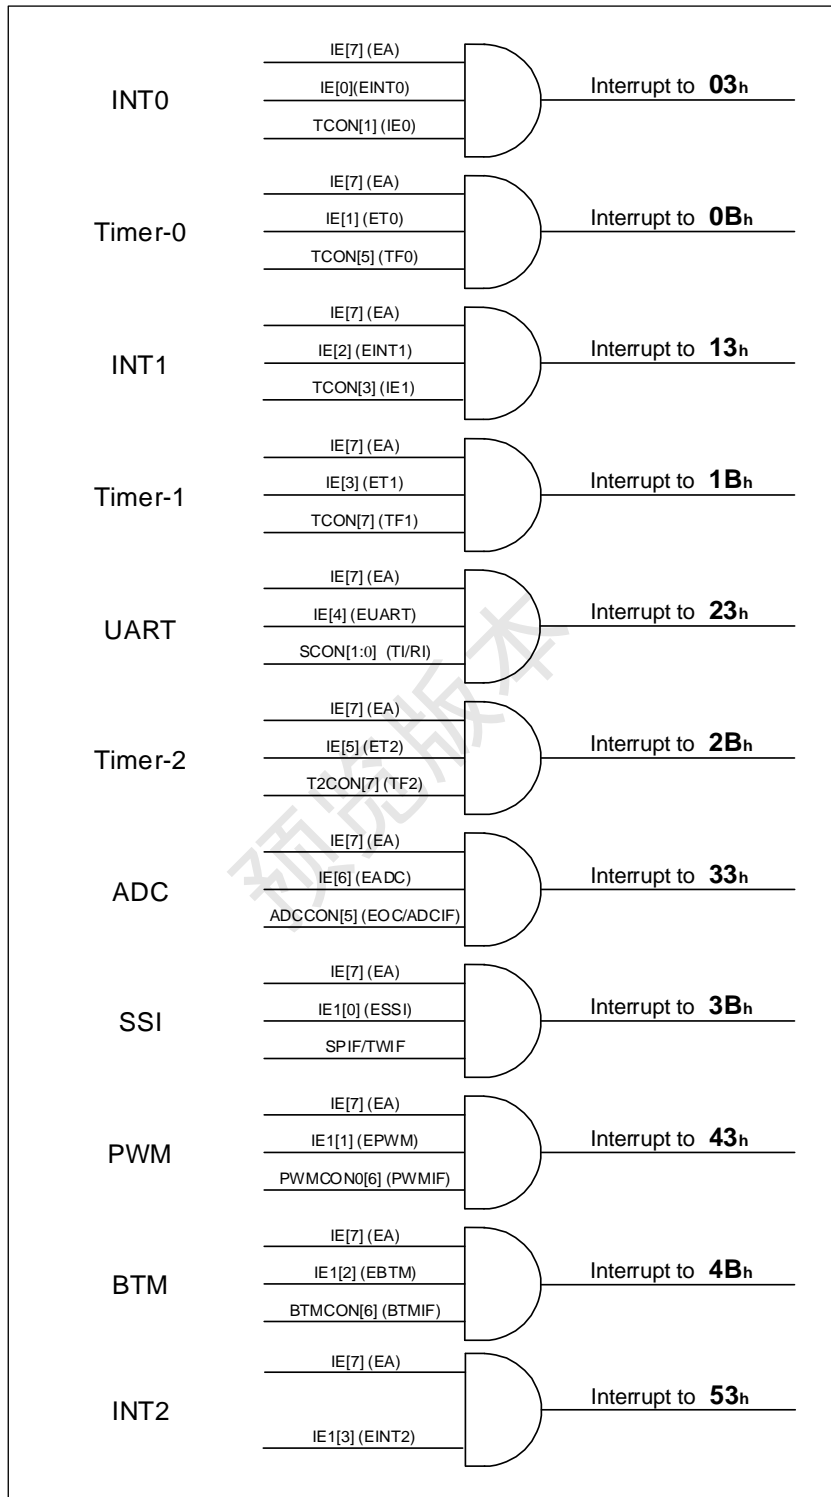 IE[7] (EA)
INT0
IE[0](EINT0)
Interrupt to 03h
TCON[1] (IE0)
IE[7] (EA)
Timer-0
IE[1] (ET0)
Interrupt to 0Bh
TCON[5] (TF0)
IE[7] (EA)
INT1
IE[2] (EINT1)
Interrupt to 13h
TCON[3] (IE1)
IE[7] (EA)
Timer-1
IE[3] (ET1)
Interrupt to 1Bh
TCON[7] (TF1)
IE[7] (EA)
UART
IE[4] (EUART)
Interrupt to 23h
SCON[1:0] (TI/RI)
IE[7] (EA)
Timer-2
IE[5] (ET2)
Interrupt to 2Bh
T2CON[7] (TF2)
IE[7] (EA)
ADC
IE[6] (EADC)
Interrupt to 33h
ADCCON[5] (EOC/ADCIF)
IE[7] (EA)
SSI
IE1[0] (ESSI)
Interrupt to 3Bh
SPIF/TWIF
IE[7] (EA)
PWM
IE1[1] (EPWM)
Interrupt to 43h
PWMCON0[6] (PWMIF)
IE[7] (EA)
BTM
IE1[2] (EBTM)
Interrupt to 4Bh
BTMCON[6] (BTMIF)
IE[7] (EA)
INT2
Interrupt to 53h
IE1[3] (EINT2)
预览版本